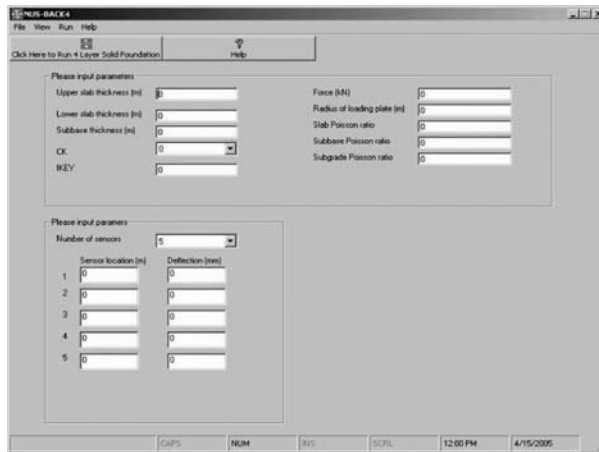 NUS-BACK4
File View Run Help
Click Here to Run 4 Layer Solid Foundation
Help
Please input parameters
Upper slab thickness (m) 0
Lower slab thickness (m) 0
Subbase thickness (m) 0
CK 0
IKEY 0
Force (kN) 0
Radius of loading plate (m) 0
Slab Poisson ratio 0
Subbase Poisson ratio 0
Subgrade Poisson ratio 0
Please input paramers
Number of sensors 5
Sensor location (m) Deflection (mm)
1 0 0
2 0 0
3 0 0
4 0 0
5 0 0
CAPS NUM INS SCRL 12:00 PM 4/15/2005